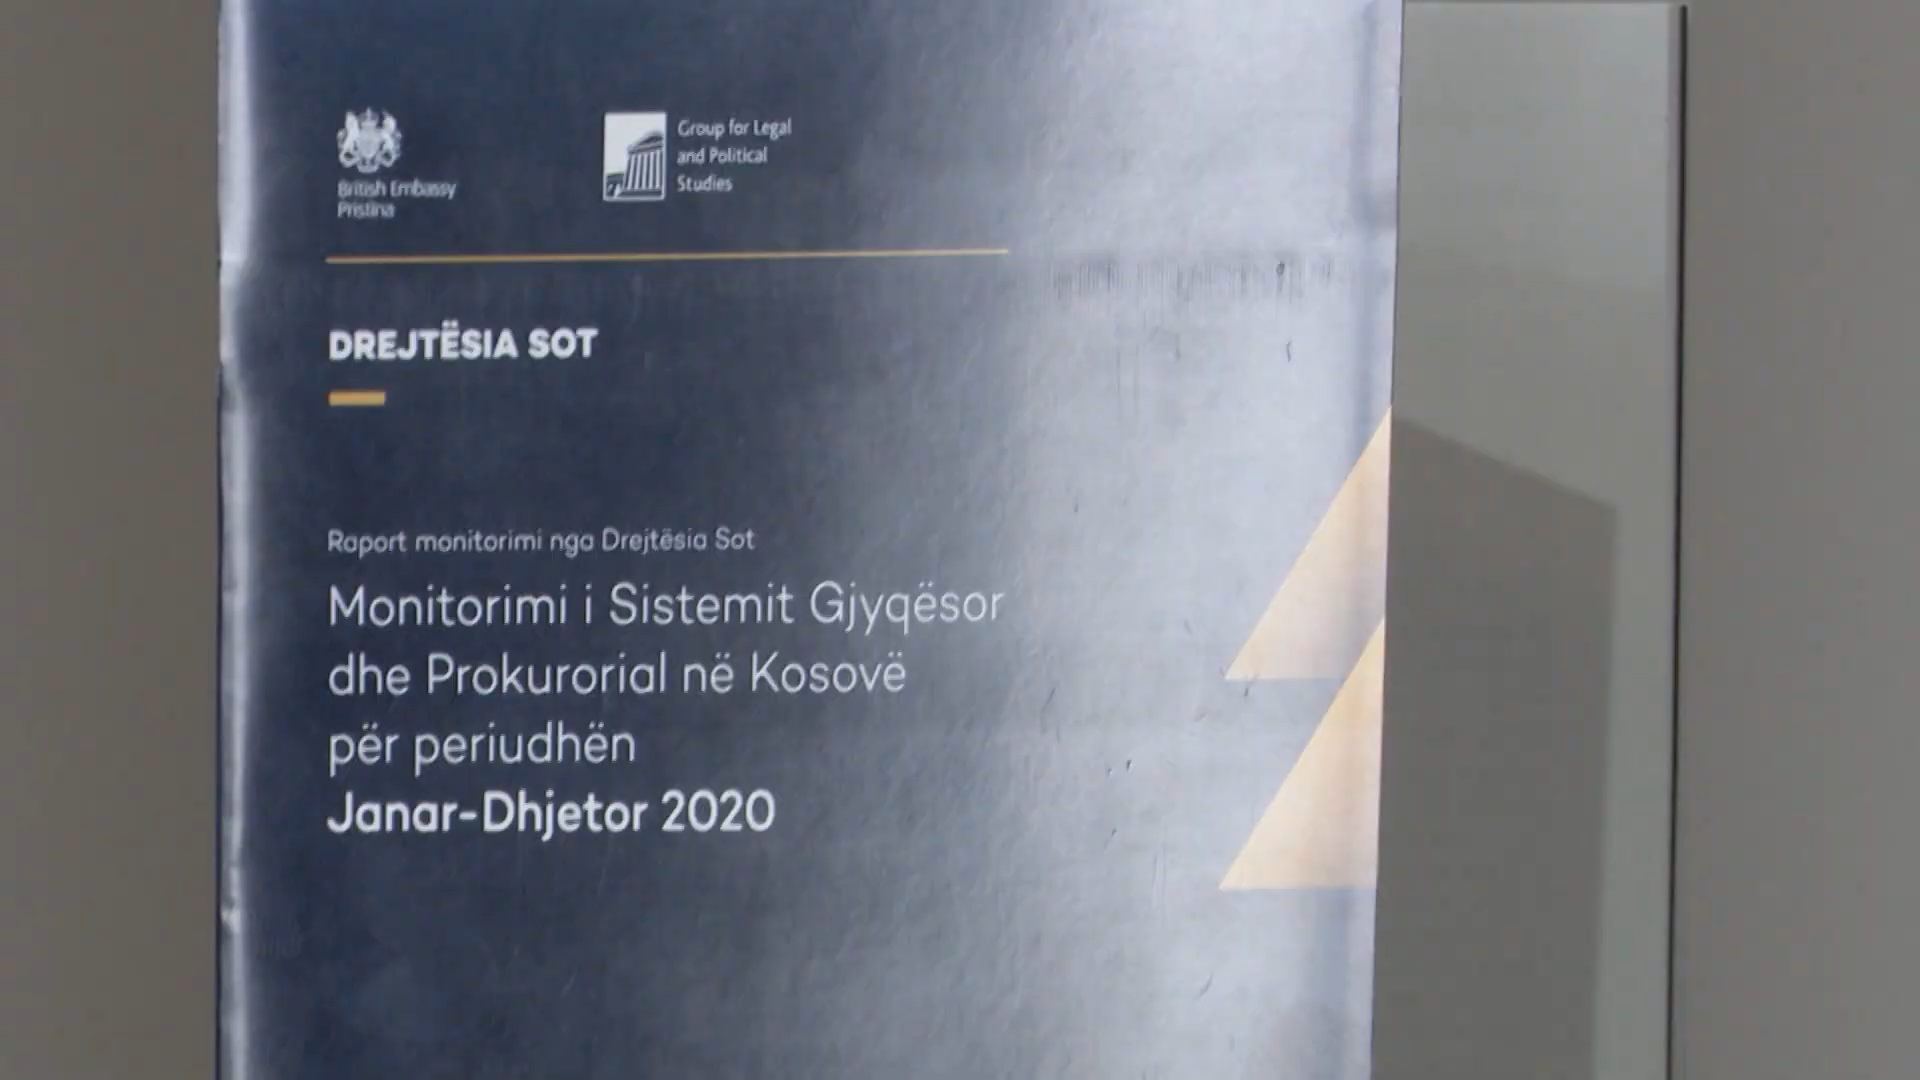 British Embassy
Pristina
Group for Legal
and Political
Studies
DREJTËSIA SOT
Raport monitorimi nga Drejtësia Sot
Monitorimi i Sistemit Gjyqësor
dhe Prokurorial në Kosovë
për periudhën
Janar-Dhjetor 2020